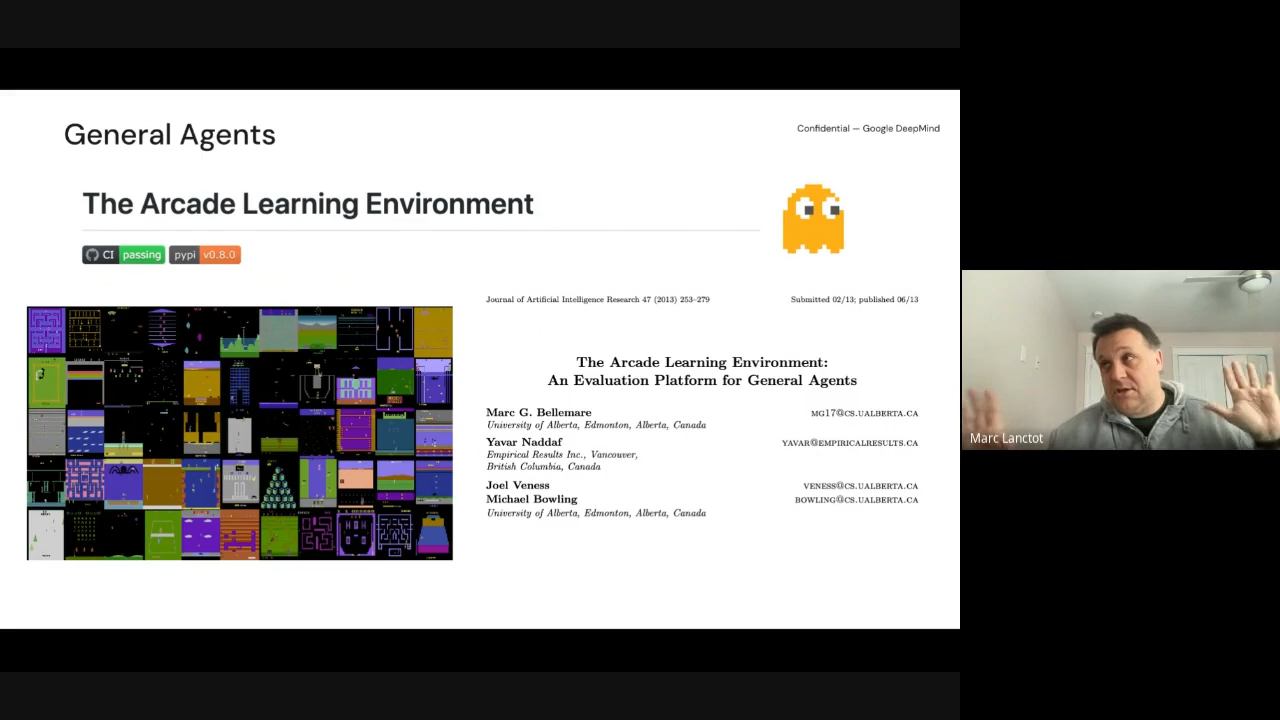 General Agents
Confidential — Google DeepMind
The Arcade Learning Environment
CI passing pypi v0.8.0
Journal of Artificial Intelligence Research 47 (2013) 253–279 Submitted 02/13; published 06/13
The Arcade Learning Environment:
An Evaluation Platform for General Agents
Marc G. Bellemare MG17@CS.UALBERTA.CA
University of Alberta, Edmonton, Alberta, Canada
Yavar Naddaf YAVAR@EMPIRICALRESULTS.CA
Empirical Results Inc., Vancouver,
British Columbia, Canada
Joel Veness VENESS@CS.UALBERTA.CA
Michael Bowling BOWLING@CS.UALBERTA.CA
University of Alberta, Edmonton, Alberta, Canada
Marc Lanctot